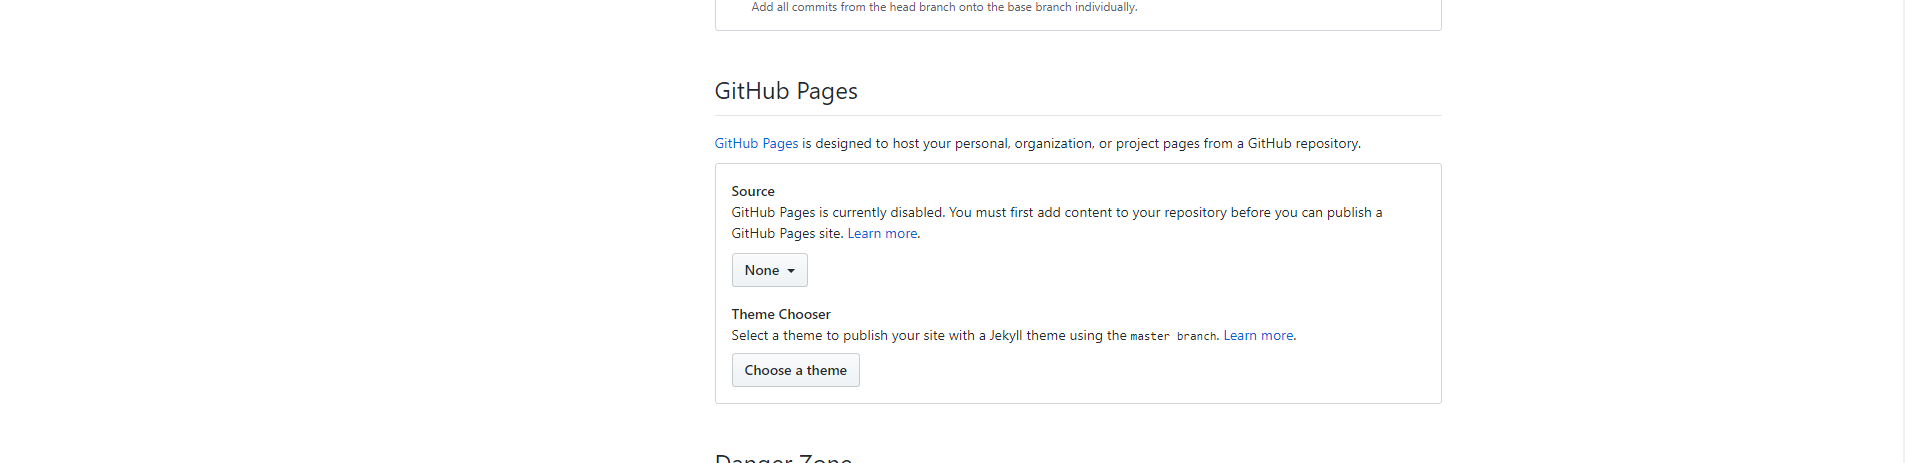 Add all commits from the head branch onto the base branch individually.
GitHub Pages
GitHub Pages is designed to host your personal, organization, or project pages from a GitHub repository.
Source
GitHub Pages is currently disabled. You must first add content to your repository before you can publish a
GitHub Pages site. Learn more.
None
Theme Chooser
Select a theme to publish your site with a Jekyll theme using the master branch. Learn more.
Choose a theme
Danger Zone